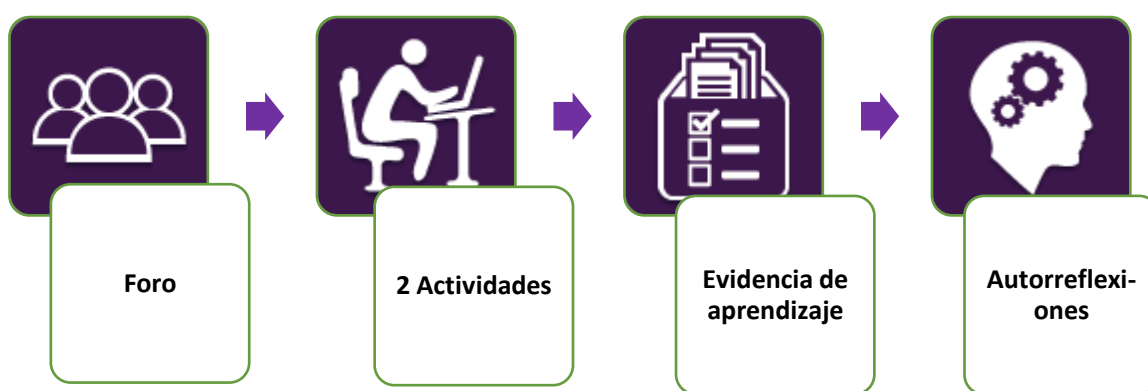 Foro
2 Actividades
Evidencia de
aprendizaje
Autorreflexi-
ones